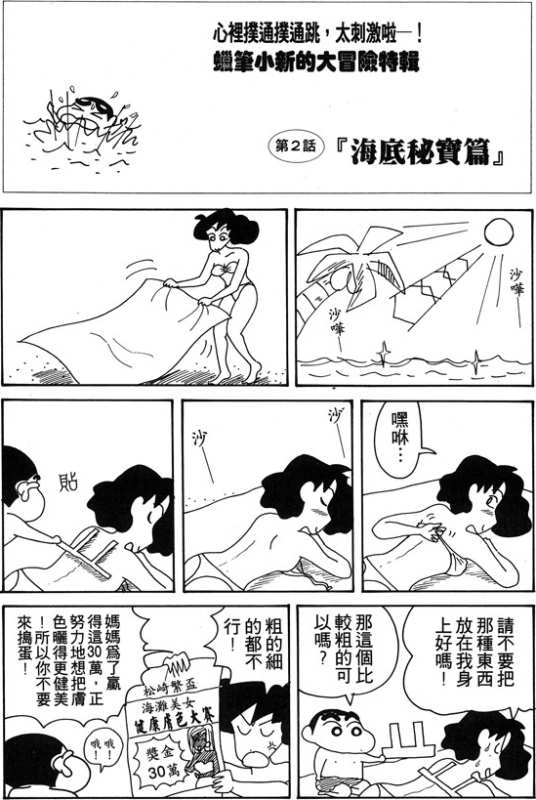 心裡撲通撲通跳，太刺激啦—！
蠟筆小新的大冒險特輯
第2話
『海底秘寶篇』
沙嘩
沙嘩
嘿咻…
沙
沙
貼
請不要把
那種東西
放在我身
上好嗎！
那這個比
較粗的可
以嗎？
粗的細
的都不
行！
松崎繁盃
海灘美女
健康膚色大賽
獎金
30萬
媽媽爲了贏
得這30萬，正
努力地想把膚
色曬得更健美
！所以你不要
來搗蛋！
哦！
哦！